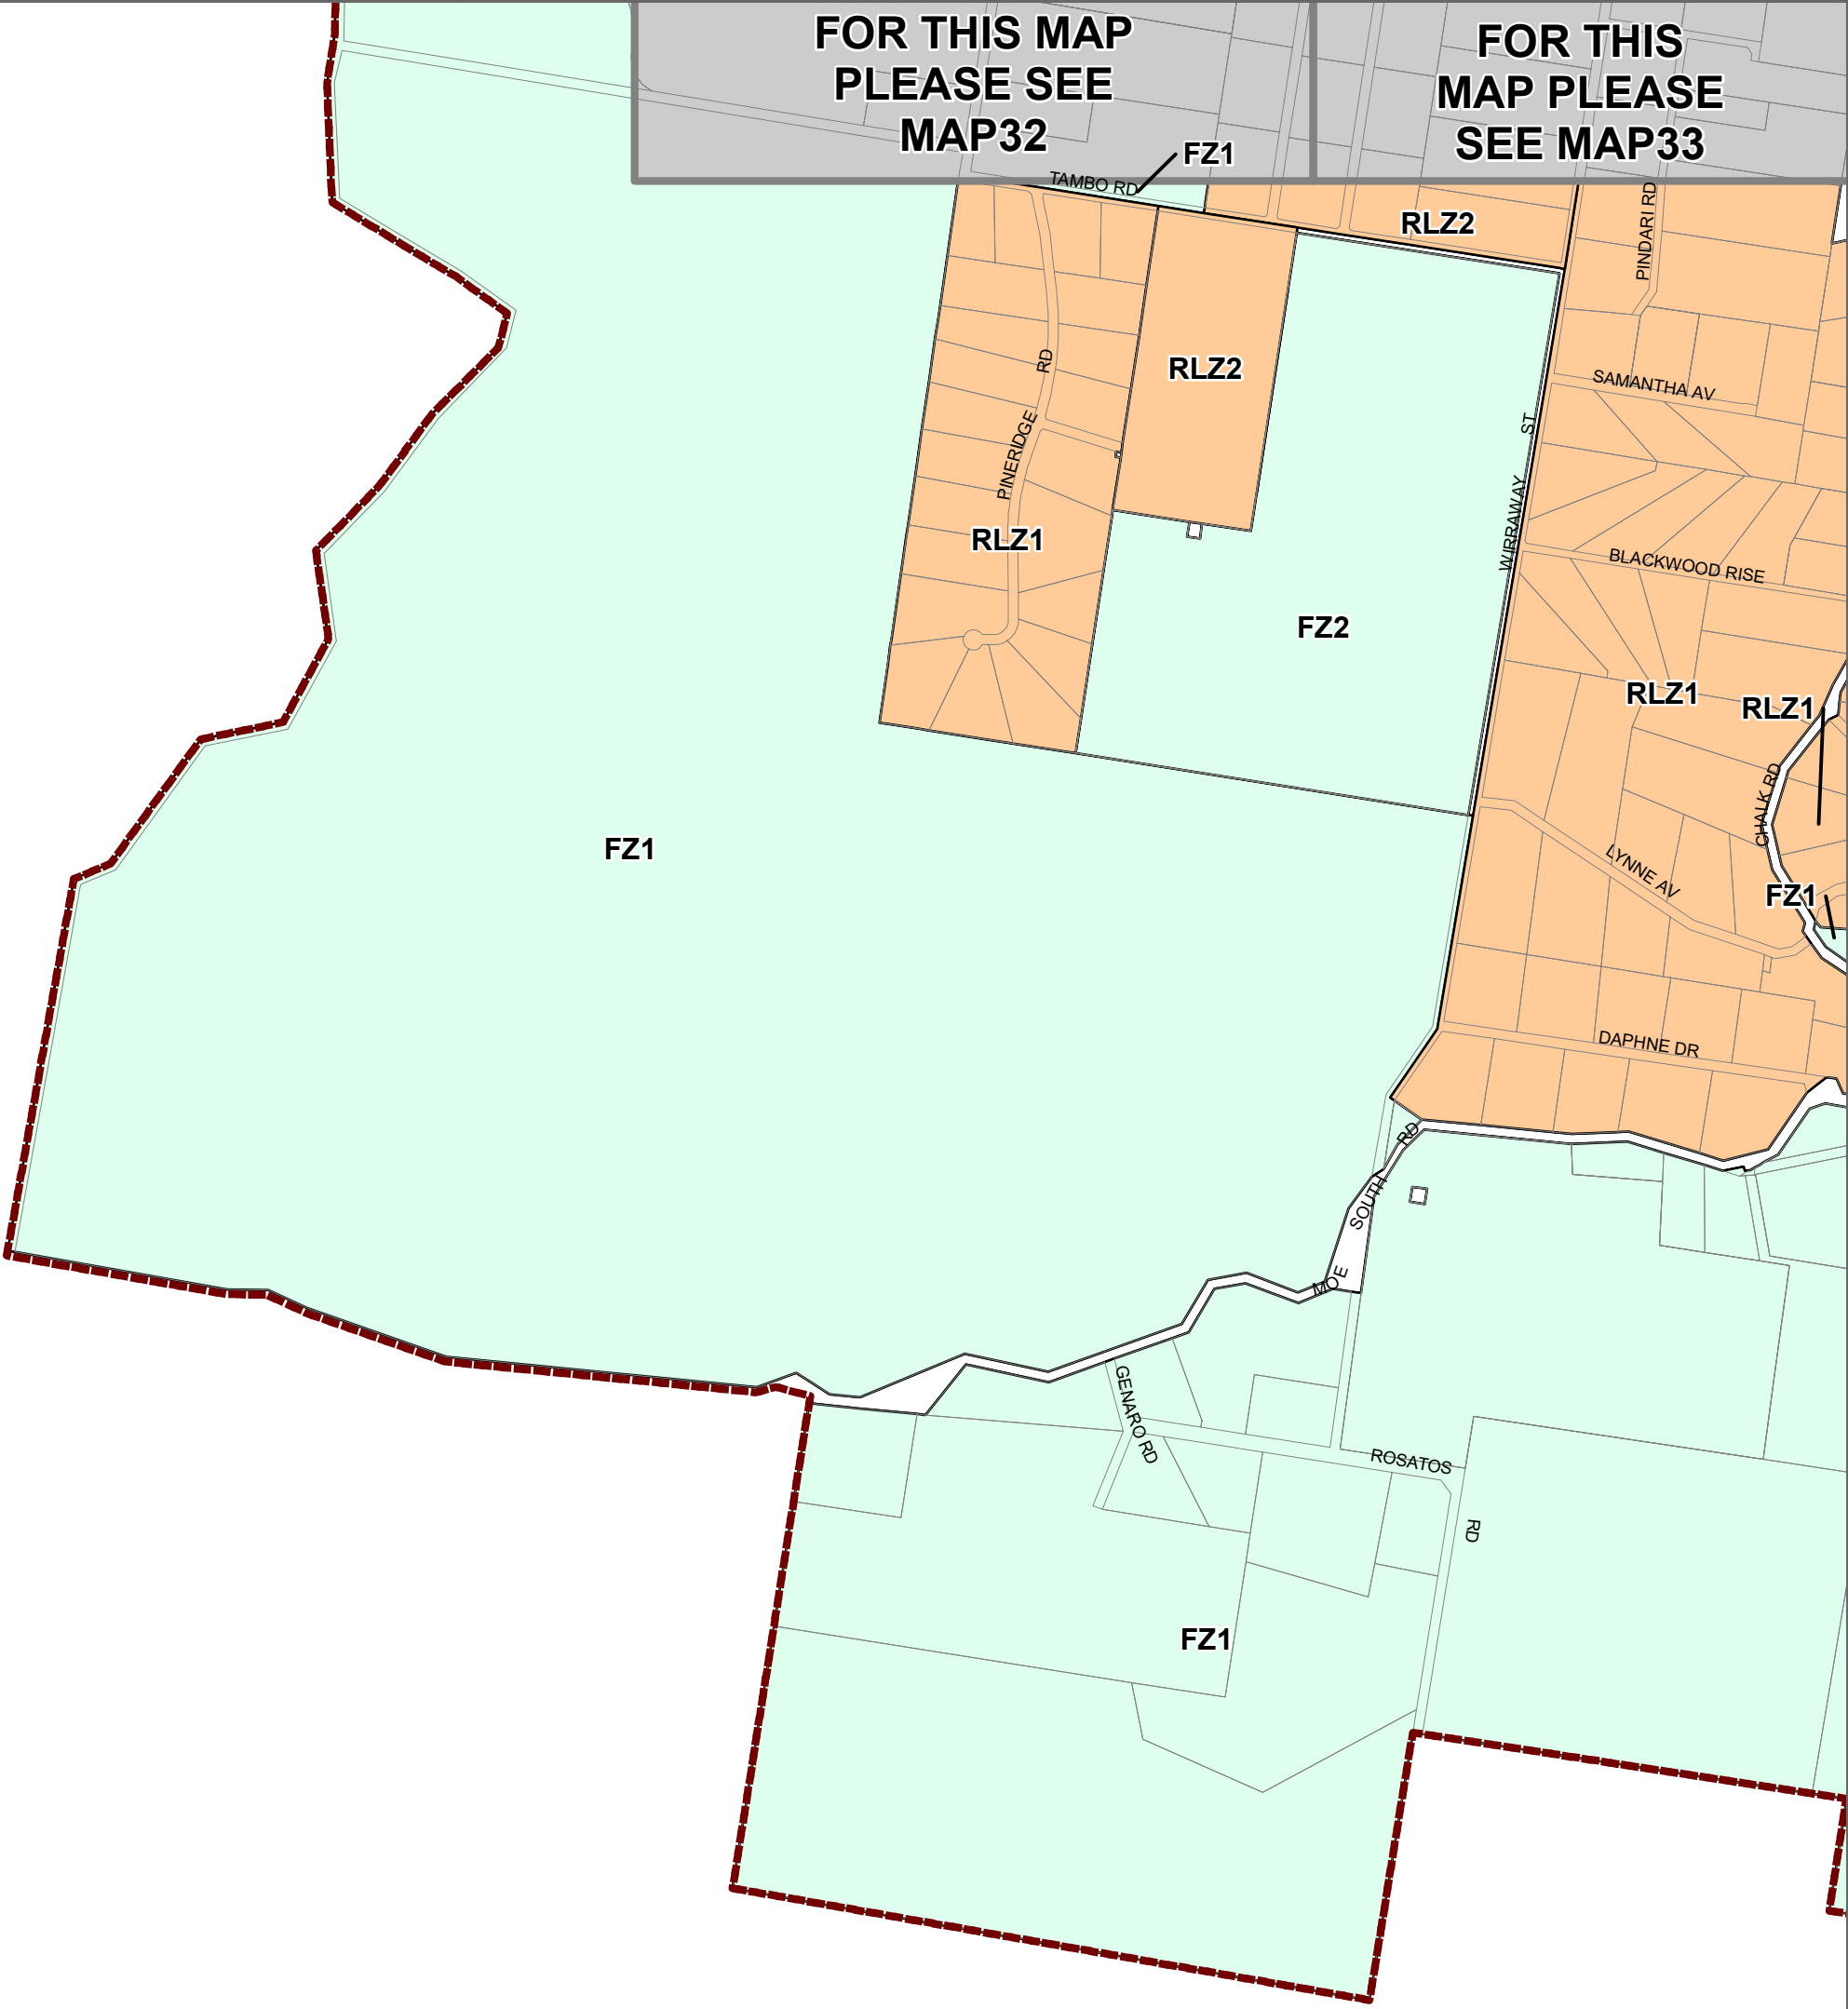 FOR THIS MAP
PLEASE SEE
MAP32
FOR THIS
MAP PLEASE
SEE MAP33
FZ1
TAMBO RD
RLZ2
PINDARI RD
RLZ2
PINERIDGE RD
SAMANTHA AV
WIRRAWAY ST
RLZ1
BLACKWOOD RISE
FZ2
RLZ1
RLZ1
CHALK RD
FZ1
LYNNE AV
FZ1
DAPHNE DR
MOE SOUTH RD
GENARO RD
ROSATOS RD
FZ1